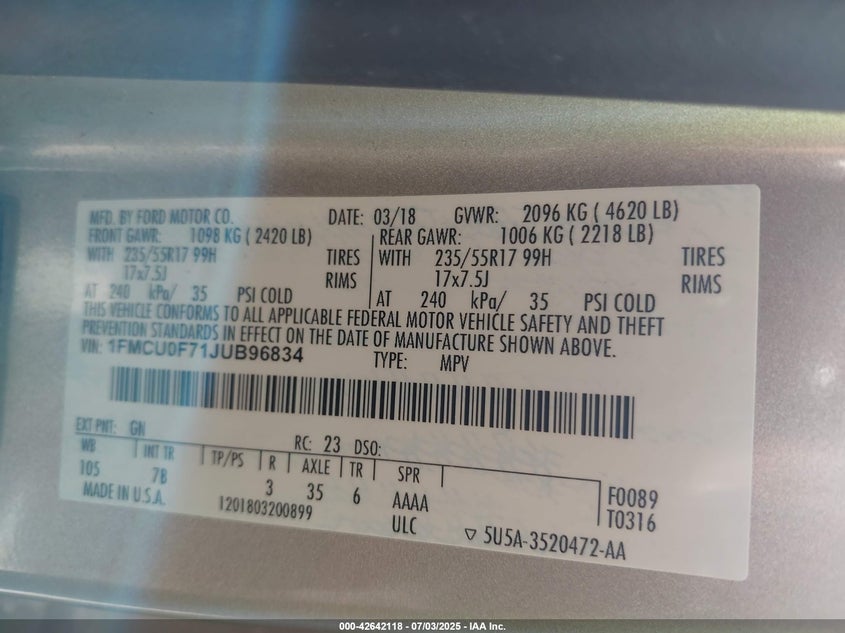 MFD. BY FORD MOTOR CO. DATE: 03/18 GVWR: 2096 KG ( 4620 LB)
FRONT GAWR: 1098 KG ( 2420 LB) REAR GAWR: 1006 KG ( 2218 LB)
WITH 235/55R17 99H TIRES WITH 235/55R17 99H TIRES
17x7.5J RIMS 17x7.5J RIMS
AT 240 kPa/ 35 PSI COLD AT 240 kPa/ 35 PSI COLD
THIS VEHICLE CONFORMS TO ALL APPLICABLE FEDERAL MOTOR VEHICLE SAFETY AND THEFT
PREVENTION STANDARDS IN EFFECT ON THE DATE OF MANUFACTURE SHOWN ABOVE.
VIN: 1FMCU0F71JUB96834 TYPE: MPV
EXT PNT: GN RC: 23 DSO:
WB INT TR TP/PS R AXLE TR SPR
105 7B 3 35 6 AAAA F0089
MADE IN U.S.A. 1201803200899 ULC T0316
5U5A-3520472-AA
000-42642118 - 07/03/2025 - IAA Inc.